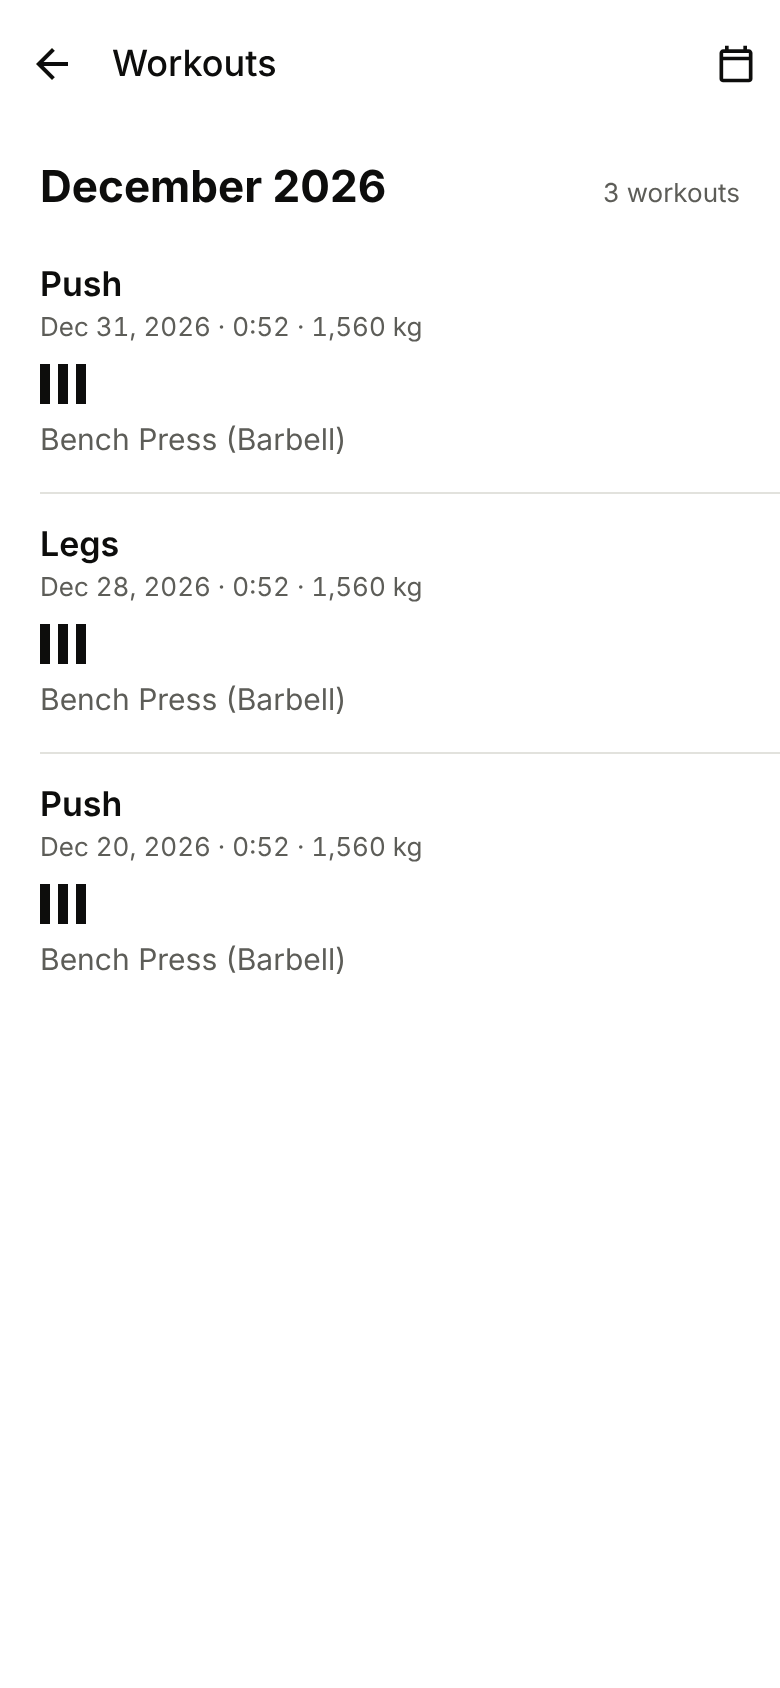 Workouts
December 2026
3 workouts
Push
Dec 31, 2026 · 0:52 · 1,560 kg
Bench Press (Barbell)
Legs
Dec 28, 2026 · 0:52 · 1,560 kg
Bench Press (Barbell)
Push
Dec 20, 2026 · 0:52 · 1,560 kg
Bench Press (Barbell)